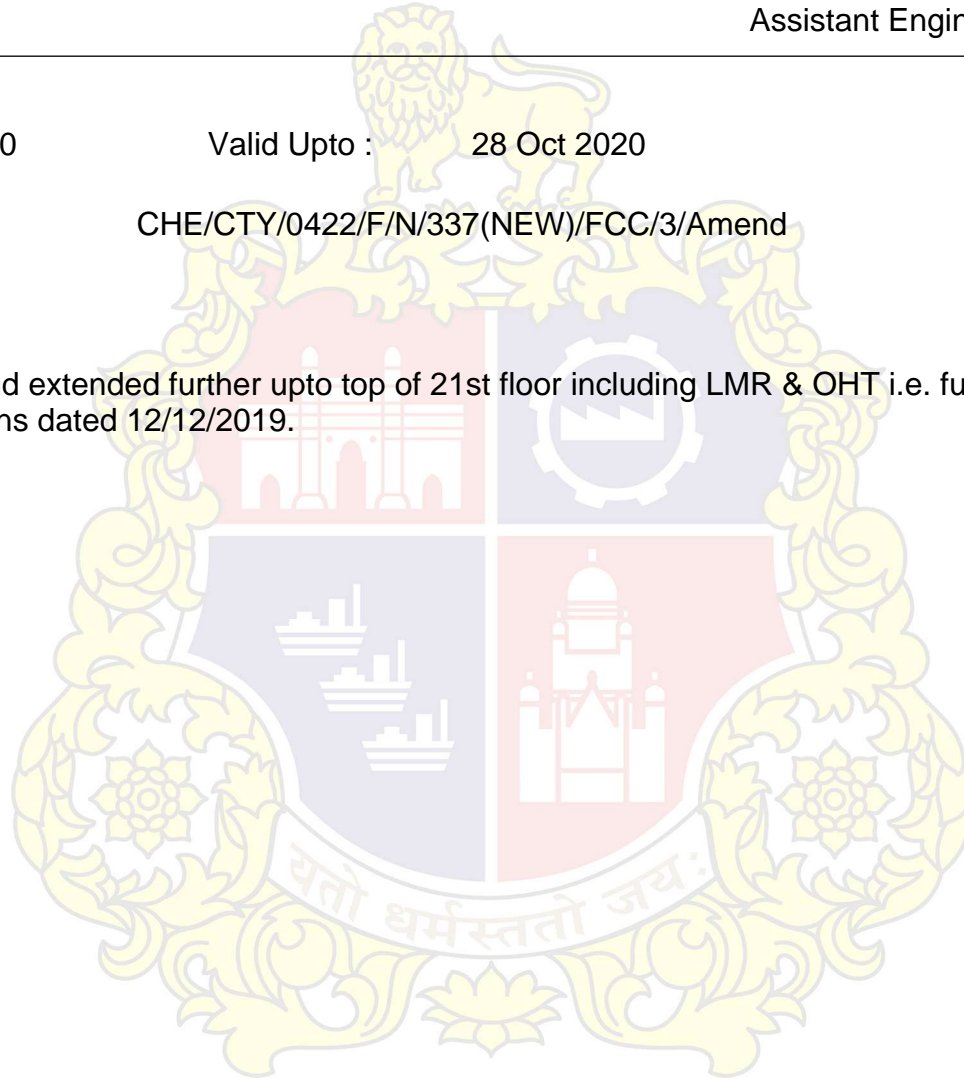 Assistant Engin
0 Valid Upto : 28 Oct 2020
CHE/CTY/0422/F/N/337(NEW)/FCC/3/Amend
d extended further upto top of 21st floor including LMR & OHT i.e. fu
ns dated 12/12/2019.
यतो धर्मस्ततो जय: